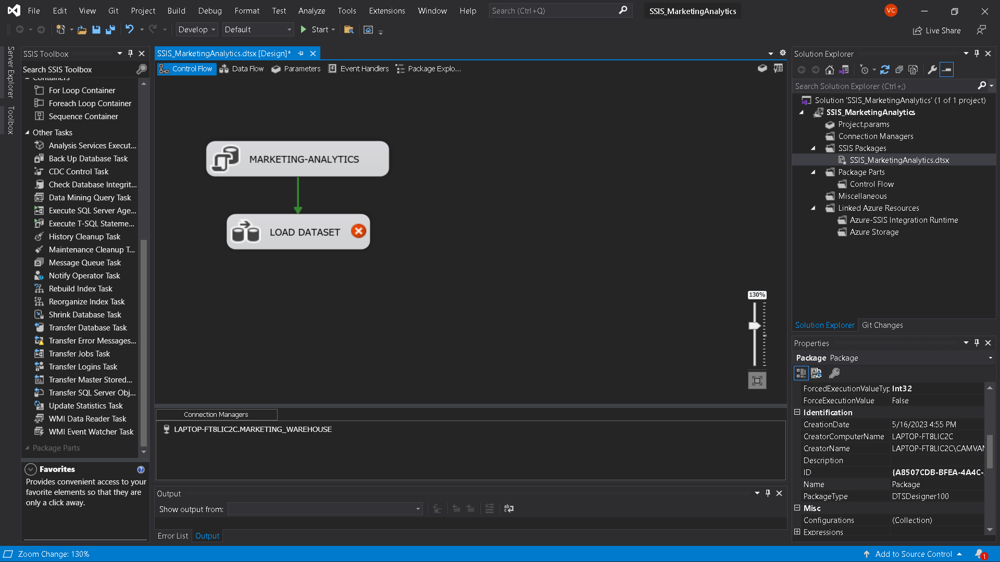 File Edit View Git Project Build Debug Format Test Analyze Tools Extensions Window Help Search (Ctrl+Q) SSIS_MarketingAnalytics VC
Develop Default Start Live Share
Server Explorer
Toolbox
SSIS Toolbox
Search SSIS Toolbox
Containers
For Loop Container
Foreach Loop Container
Sequence Container
Other Tasks
Analysis Services Execut...
Back Up Database Task
CDC Control Task
Check Database Integrit...
Data Mining Query Task
Execute SQL Server Age...
Execute T-SQL Stateme...
History Cleanup Task
Maintenance Cleanup T...
Message Queue Task
Notify Operator Task
Rebuild Index Task
Reorganize Index Task
Shrink Database Task
Transfer Database Task
Transfer Error Messages...
Transfer Jobs Task
Transfer Logins Task
Transfer Master Stored...
Transfer SQL Server Obj...
Update Statistics Task
WMI Data Reader Task
WMI Event Watcher Task
Package Parts
Favorites
Provides convenient access to your
favorite elements so that they are
only a click away.
SSIS_MarketingAnalytics.dtsx [Design]*
Control Flow Data Flow Parameters Event Handlers Package Explo...
MARKETING-ANALYTICS
LOAD DATASET
130%
Connection Managers
LAPTOP-FT8LIC2C.MARKETING_WAREHOUSE
Output
Show output from:
Error List Output
Solution Explorer
Search Solution Explorer (Ctrl+;)
Solution 'SSIS_MarketingAnalytics' (1 of 1 project)
SSIS_MarketingAnalytics
Project.params
Connection Managers
SSIS Packages
SSIS_MarketingAnalytics.dtsx
Package Parts
Control Flow
Miscellaneous
Linked Azure Resources
Azure-SSIS Integration Runtime
Azure Storage
Solution Explorer Git Changes
Properties
Package Package
ForcedExecutionValueTyp Int32
ForceExecutionValue False
Identification
CreationDate 5/16/2023 4:55 PM
CreatorComputerName LAPTOP-FT8LIC2C
CreatorName LAPTOP-FT8LIC2C\CAMVAN
Description
ID {A8507CDB-BFEA-4A4C-
Name Package
PackageType DTSDesigner100
Misc
Configurations (Collection)
Expressions
Zoom Change: 130% Add to Source Control 1